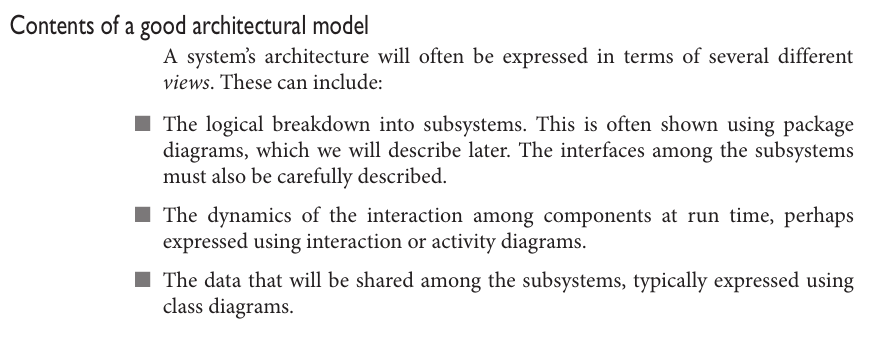 Contents of a good architectural model
A system’s architecture will often be expressed in terms of several different
views. These can include:
■ The logical breakdown into subsystems. This is often shown using package
diagrams, which we will describe later. The interfaces among the subsystems
must also be carefully described.
■ The dynamics of the interaction among components at run time, perhaps
expressed using interaction or activity diagrams.
■ The data that will be shared among the subsystems, typically expressed using
class diagrams.